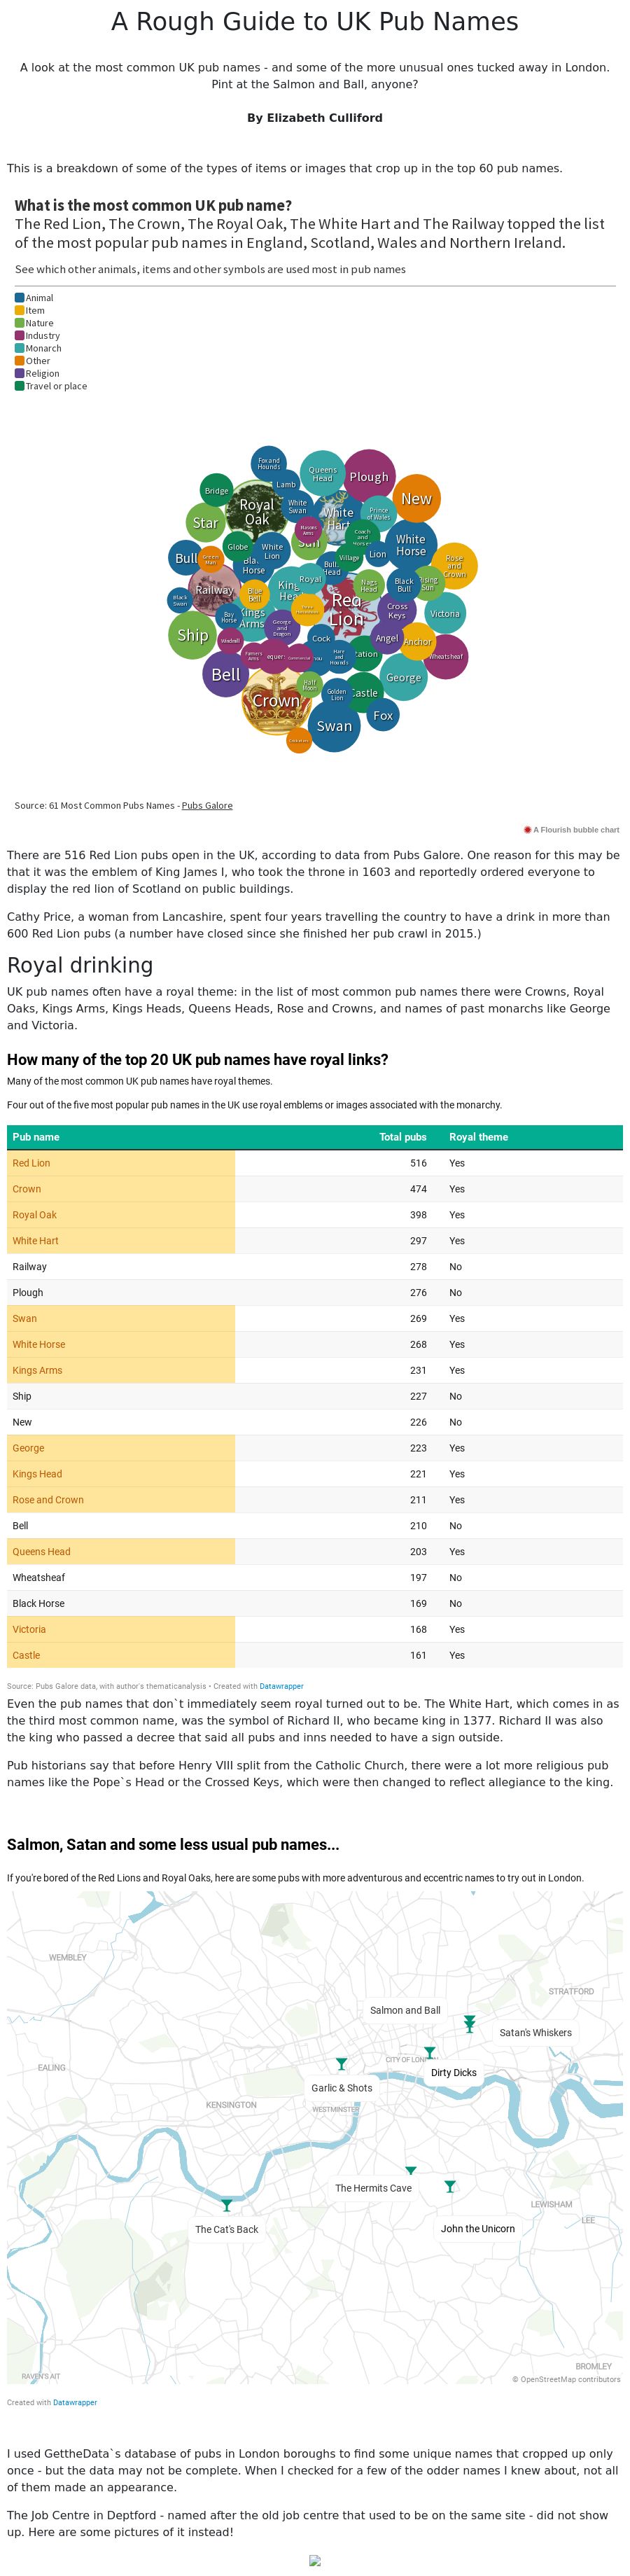 A Rough Guide to UK Pub Names
A look at the most common UK pub names - and some of the more unusual ones tucked away in London.
Pint at the Salmon and Ball, anyone?
By Elizabeth Culliford
This is a breakdown of some of the types of items or images that crop up in the top 60 pub names.
What is the most common UK pub name?
The Red Lion, The Crown, The Royal Oak, The White Hart and The Railway topped the list
of the most popular pub names in England, Scotland, Wales and Northern Ireland.
See which other animals, items and other symbols are used most in pub names
Animal
Item
Nature
Industry
Monarch
Other
Religion
Travel or place
Fox and
Hounds
Queens
Head
Plough
Lamb
Bridge
New
Royal
Oak
White
Swan
White
Hart
Prince
of Wales
Star
Masons
Arms
Coach
and
Horses
White
Horse
Globe
White
Lion
Village
Lion
Bull
Green
Man
Horse
Bulls
Head
Rose
and
Crown
Railway
Royal
Nags
Head
Black
Bull
Sun
Blue
Bell
Red
Lion
Black
Swan
Bay
Horse
Kings
Arms
Cross
Keys
Victoria
George
and
Dragon
Ship
Windmill
Cock
Angel
Anchor
Wheatsheaf
Farmers
Arms
Commercial
Hare
and
Hounds
Bell
George
Half
Moon
Golden
Lion
Castle
Crown
Swan
Fox
Source: 61 Most Common Pubs Names - Pubs Galore
A Flourish bubble chart
There are 516 Red Lion pubs open in the UK, according to data from Pubs Galore. One reason for this may be
that it was the emblem of King James I, who took the throne in 1603 and reportedly ordered everyone to
display the red lion of Scotland on public buildings.
Cathy Price, a woman from Lancashire, spent four years travelling the country to have a drink in more than
600 Red Lion pubs (a number have closed since she finished her pub crawl in 2015.)
Royal drinking
UK pub names often have a royal theme: in the list of most common pub names there were Crowns, Royal
Oaks, Kings Arms, Kings Heads, Queens Heads, Rose and Crowns, and names of past monarchs like George
and Victoria.
How many of the top 20 UK pub names have royal links?
Many of the most common UK pub names have royal themes.
Four out of the five most popular pub names in the UK use royal emblems or images associated with the monarchy.
Pub name Total pubs Royal theme
Red Lion 516 Yes
Crown 474 Yes
Royal Oak 398 Yes
White Hart 297 Yes
Railway 278 No
Plough 276 No
Swan 269 Yes
White Horse 268 Yes
Kings Arms 231 Yes
Ship 227 No
New 226 No
George 223 Yes
Kings Head 221 Yes
Rose and Crown 211 Yes
Bell 210 No
Queens Head 203 Yes
Wheatsheaf 197 No
Black Horse 169 No
Victoria 168 Yes
Castle 161 Yes
Source: Pubs Galore data, with author's thematicanalysis • Created with Datawrapper
Even the pub names that don`t immediately seem royal turned out to be. The White Hart, which comes in as
the third most common name, was the symbol of Richard II, who became king in 1377. Richard II was also
the king who passed a decree that said all pubs and inns needed to have a sign outside.
Pub historians say that before Henry VIII split from the Catholic Church, there were a lot more religious pub
names like the Pope`s Head or the Crossed Keys, which were then changed to reflect allegiance to the king.
Salmon, Satan and some less usual pub names...
If you're bored of the Red Lions and Royal Oaks, here are some pubs with more adventurous and eccentric names to try out in London.
WEMBLEY
STRATFORD
Salmon and Ball
Satan's Whiskers
CITY OF LONDON
EALING
Dirty Dicks
Garlic & Shots
KENSINGTON
WESTMINSTER
The Hermits Cave
LEWISHAM
LEE
The Cat's Back
John the Unicorn
BROMLEY
RAVEN'S AIT
© OpenStreetMap contributors
Created with Datawrapper
I used GettheData`s database of pubs in London boroughs to find some unique names that cropped up only
once - but the data may not be complete. When I checked for a few of the odder names I knew about, not all
of them made an appearance.
The Job Centre in Deptford - named after the old job centre that used to be on the same site - did not show
up. Here are some pictures of it instead!